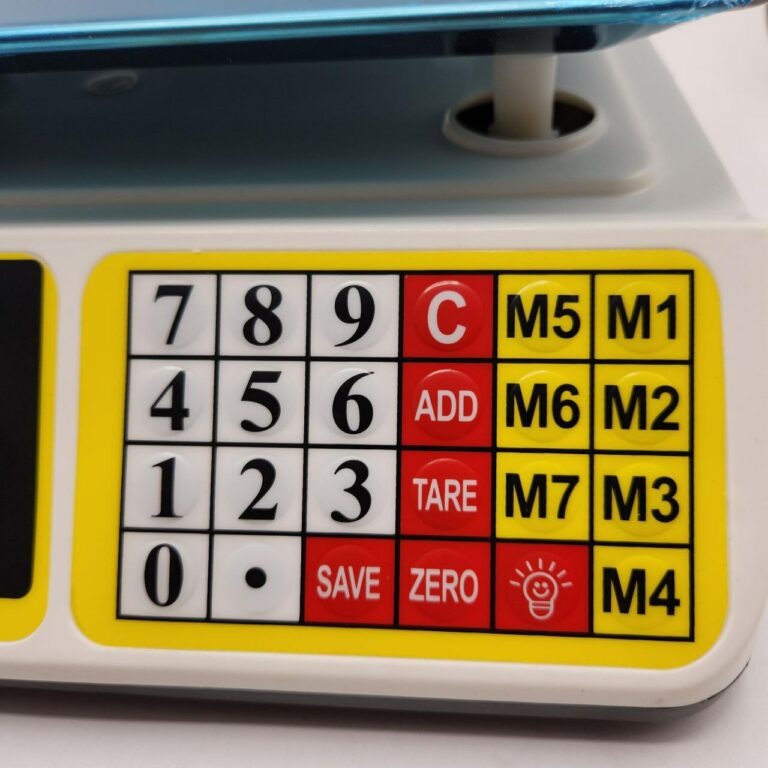 7 8 9 C M5 M1
4 5 6 ADD M6 M2
1 2 3 TARE M7 M3
0 . SAVE ZERO M4